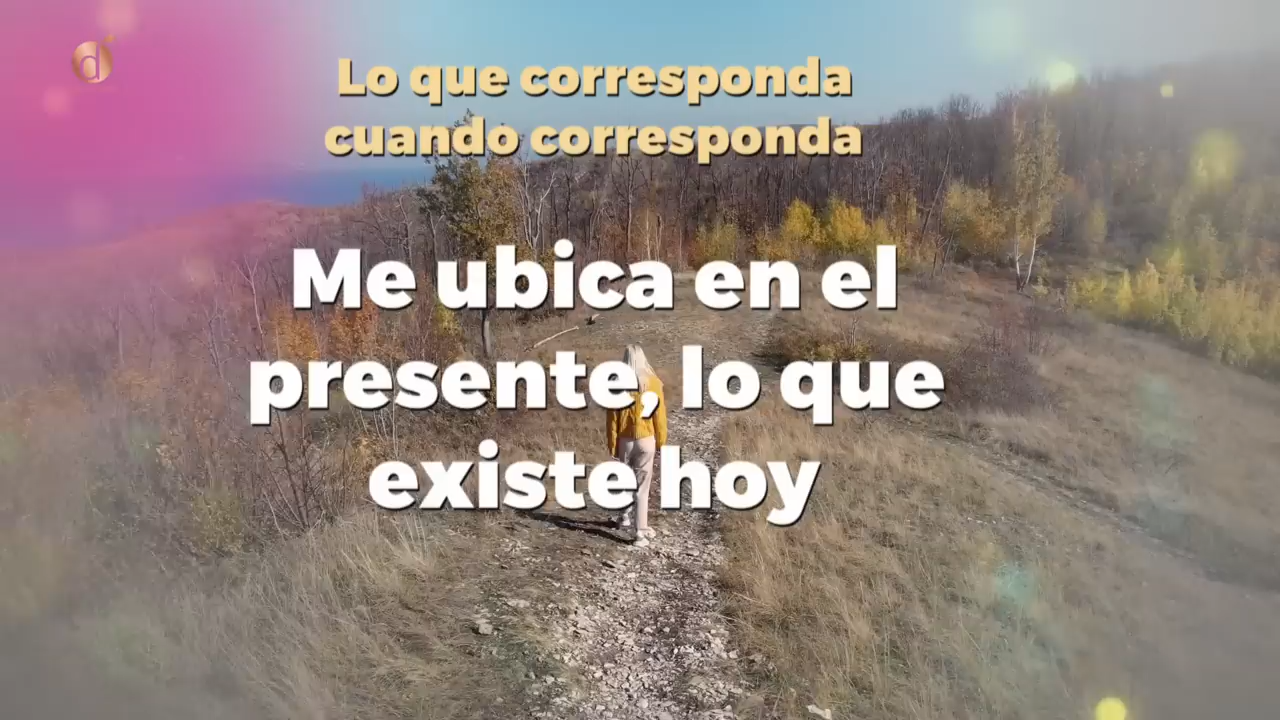 Lo que corresponda
cuando corresponda
Me ubica en el
presente, lo que
existe hoy